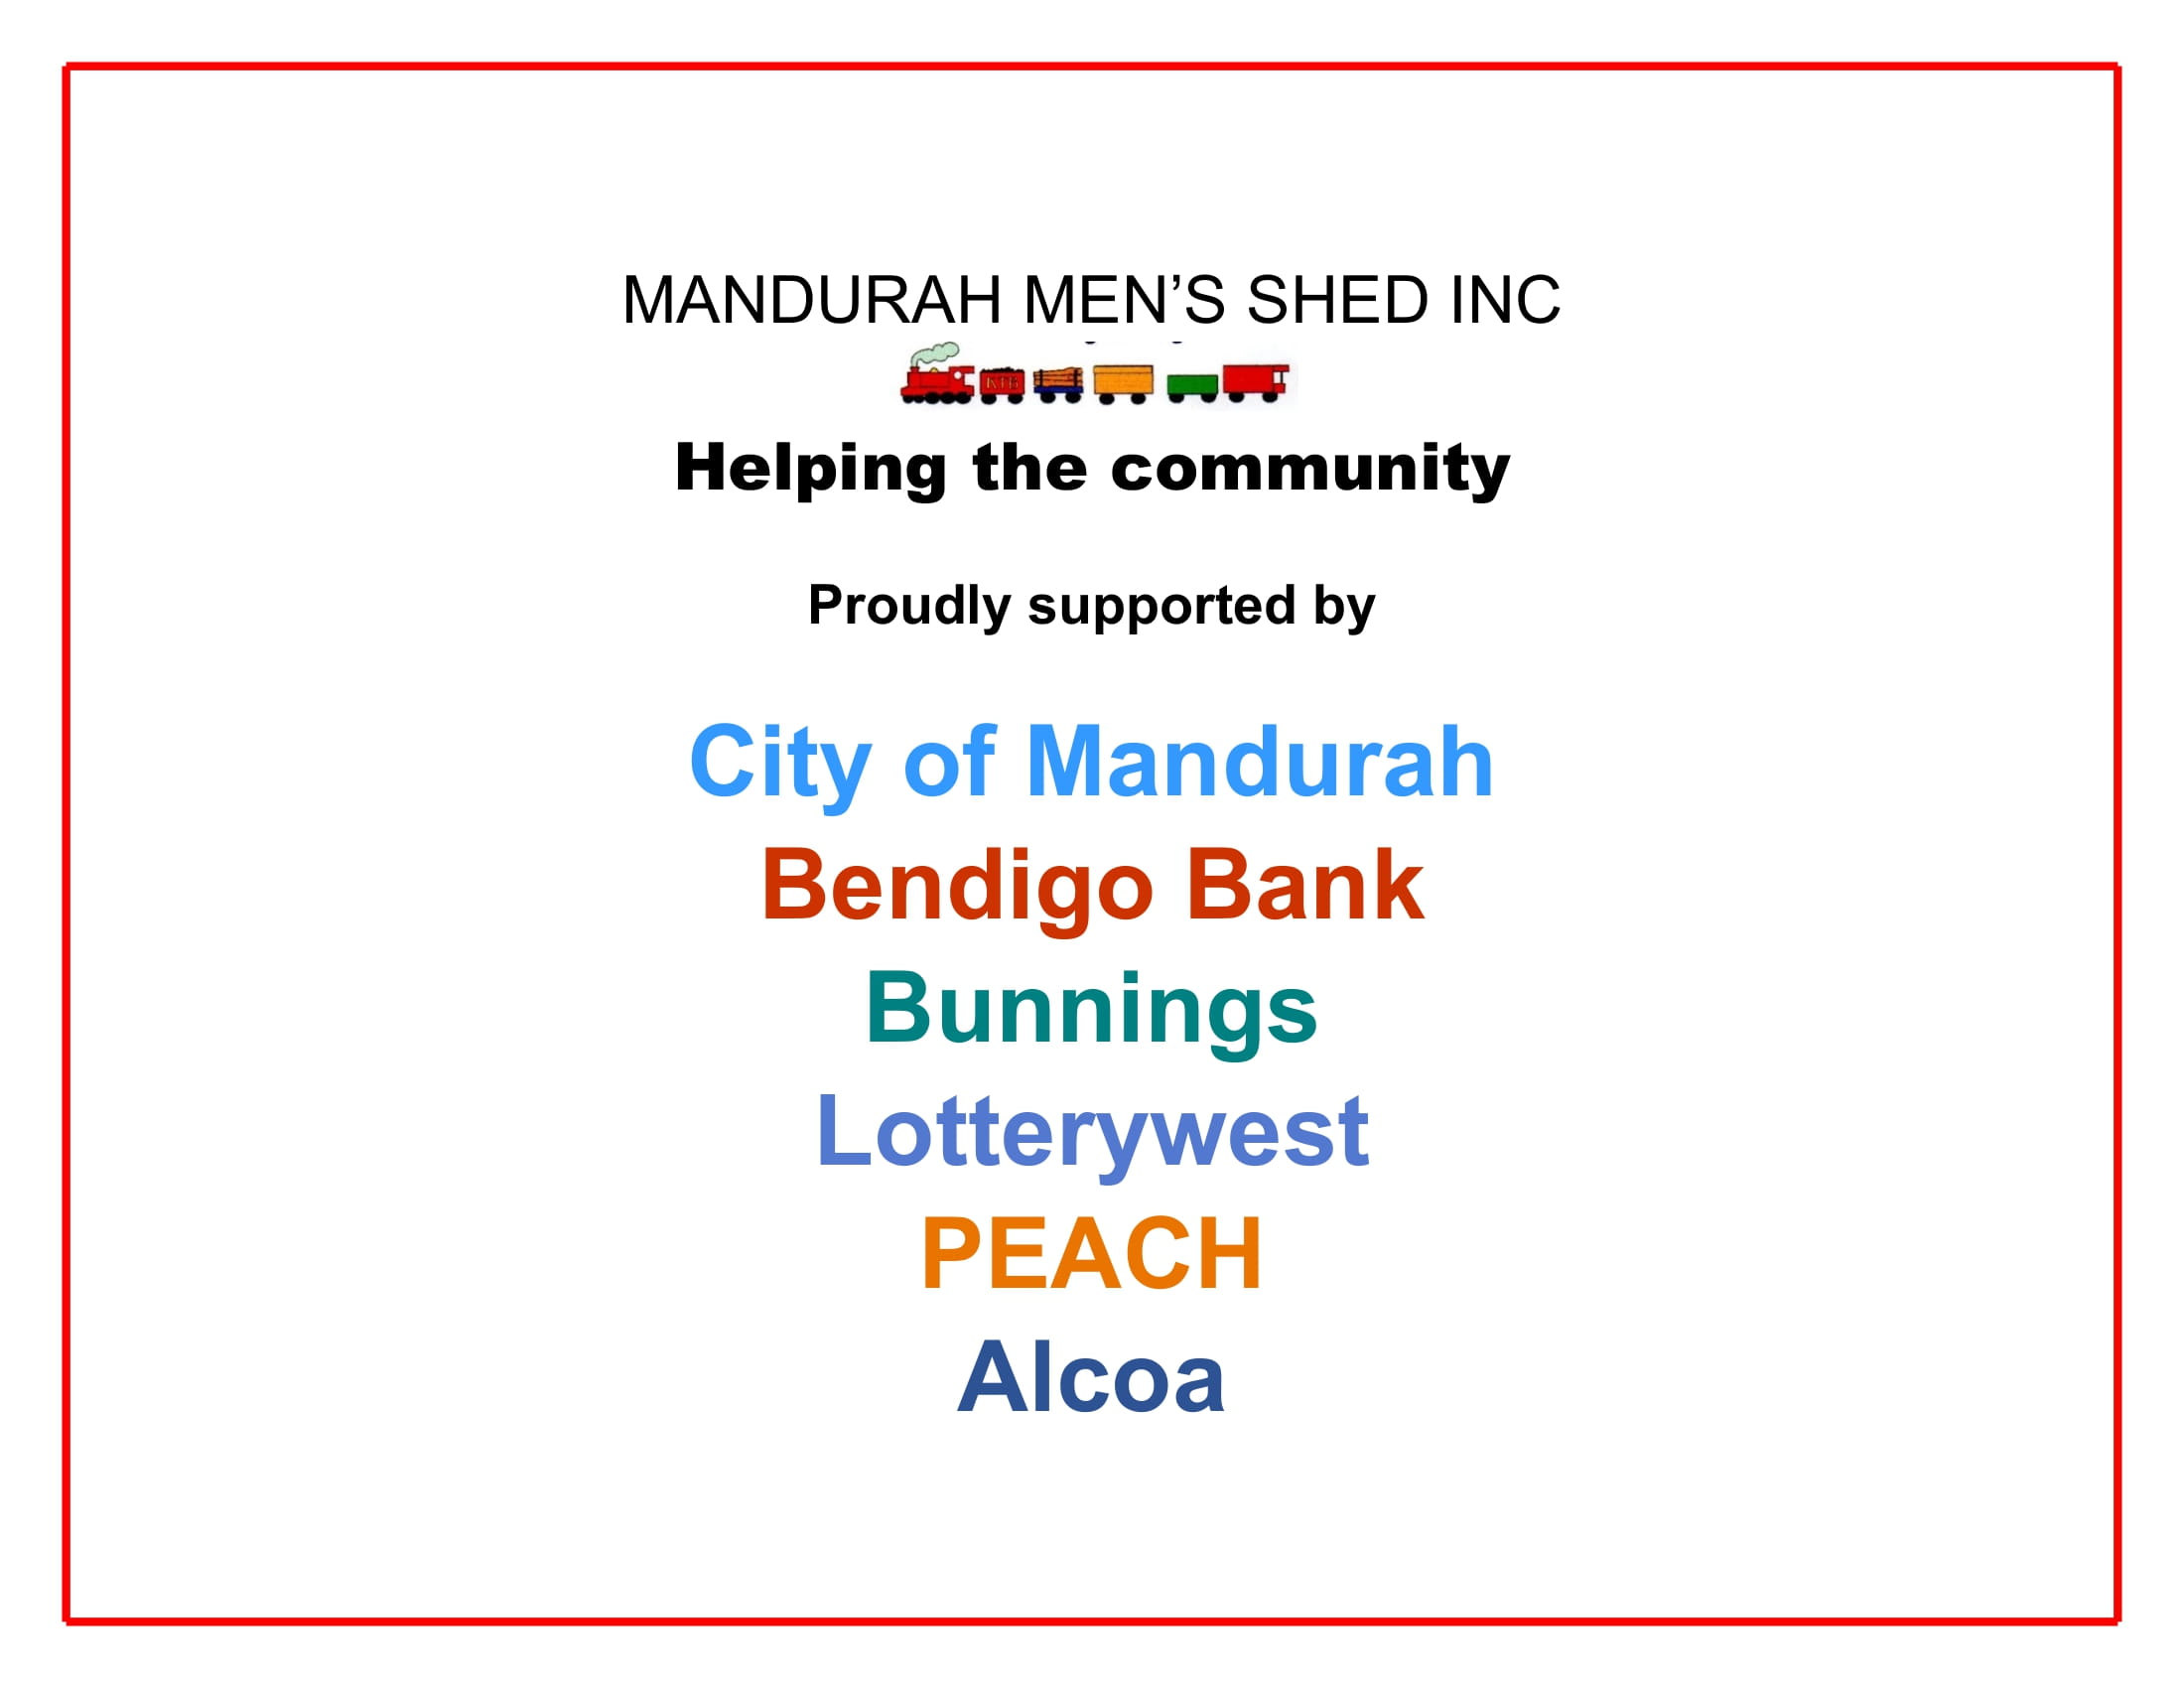 MANDURAH MEN’S SHED INC
Helping the community
Proudly supported by
City of Mandurah
Bendigo Bank
Bunnings
Lotterywest
PEACH
Alcoa